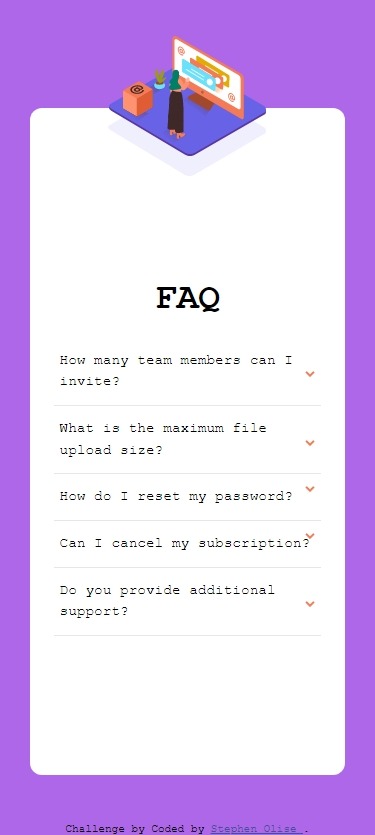 FAQ
How many team members can I
invite?
What is the maximum file
upload size?
How do I reset my password?
Can I cancel my subscription?
Do you provide additional
support?
Challenge by Coded by Stephen Olise .